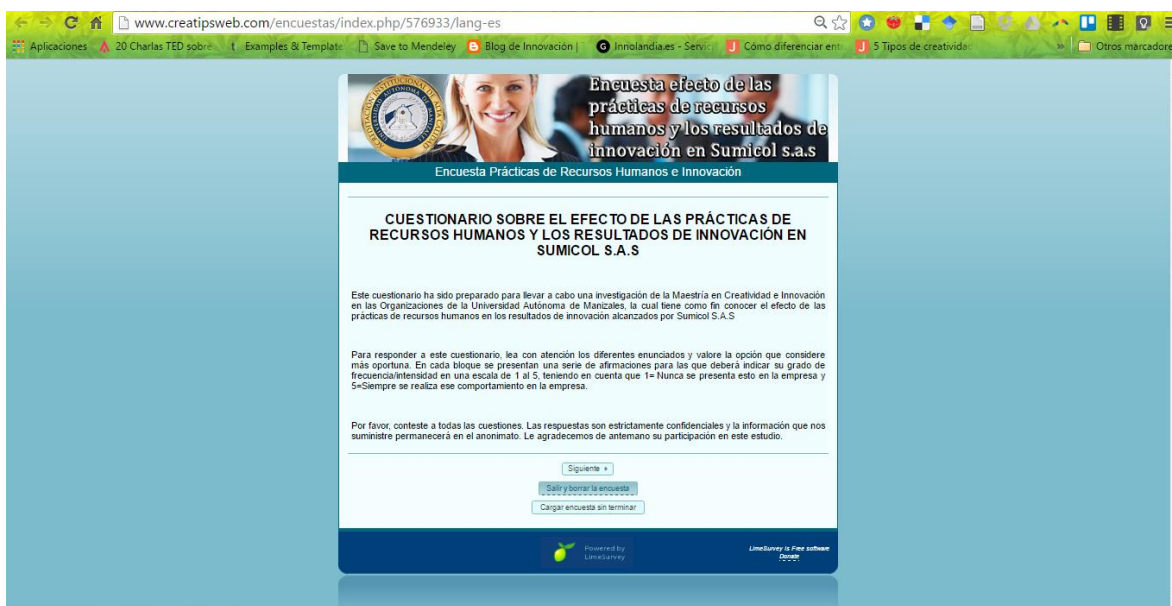 www.creatipsweb.com/encuestas/index.php/576933/lang-es
Aplicaciones 20 Charlas TED sobre Examples & Template Save to Mendeley Blog de Innovación | Innolandia.es - Servici Cómo diferenciar ent 5 Tipos de creatividad » Otros marcadore
Encuesta efecto de las
prácticas de recursos
humanos y los resultados de
innovación en Sumicol s.a.s
ACREDITACIÓN INSTITUCIONAL DE ALTA CALIDAD
UNIVERSIDAD AUTÓNOMA DE MANIZALES
Encuesta Prácticas de Recursos Humanos e Innovación
CUESTIONARIO SOBRE EL EFECTO DE LAS PRÁCTICAS DE
RECURSOS HUMANOS Y LOS RESULTADOS DE INNOVACIÓN EN
SUMICOL S.A.S
Este cuestionario ha sido preparado para llevar a cabo una investigación de la Maestría en Creatividad e Innovación
en las Organizaciones de la Universidad Autónoma de Manizales, la cual tiene como fin conocer el efecto de las
prácticas de recursos humanos en los resultados de innovación alcanzados por Sumicol S.A.S
Para responder a este cuestionario, lea con atención los diferentes enunciados y valore la opción que considere
más oportuna. En cada bloque se presentan una serie de afirmaciones para las que deberá indicar su grado de
frecuencia/intensidad en una escala de 1 al 5, teniendo en cuenta que 1= Nunca se presenta esto en la empresa y
5=Siempre se realiza ese comportamiento en la empresa.
Por favor, conteste a todas las cuestiones. Las respuestas son estrictamente confidenciales y la información que nos
suministre permanecerá en el anonimato. Le agradecemos de antemano su participación en este estudio.
Siguiente
Salir y borrar la encuesta
Cargar encuesta sin terminar
Powered by
LimeSurvey
LimeSurvey is Free software
Donate